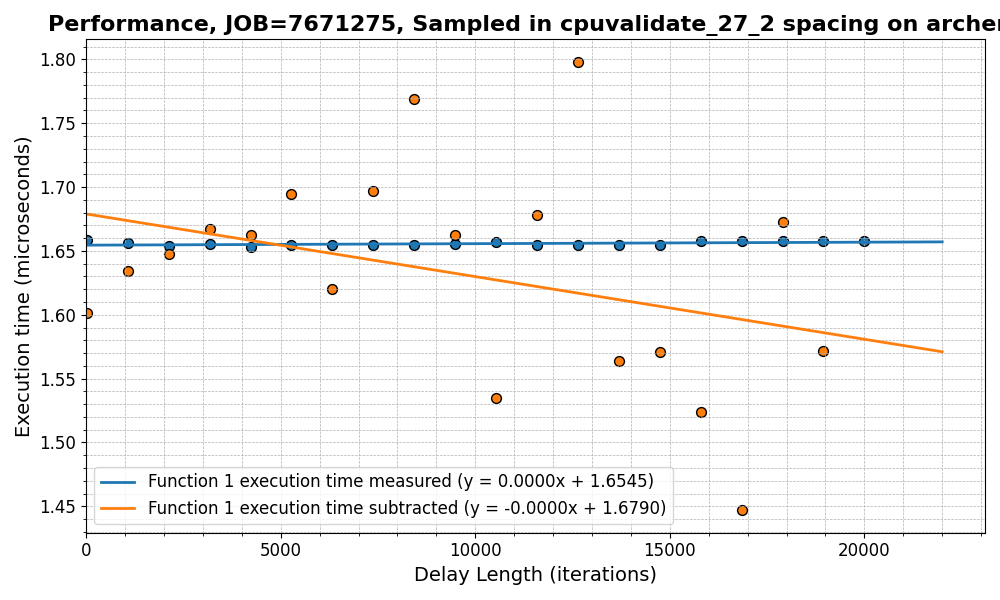 Performance, JOB=7671275, Sampled in cpuvalidate_27_2 spacing on archer
1.80
1.75
1.70
1.65
1.60
1.55
1.50
1.45
Execution time (microseconds)
Function 1 execution time measured (y = 0.0000x + 1.6545)
Function 1 execution time subtracted (y = -0.0000x + 1.6790)
0 5000 10000 15000 20000
Delay Length (iterations)